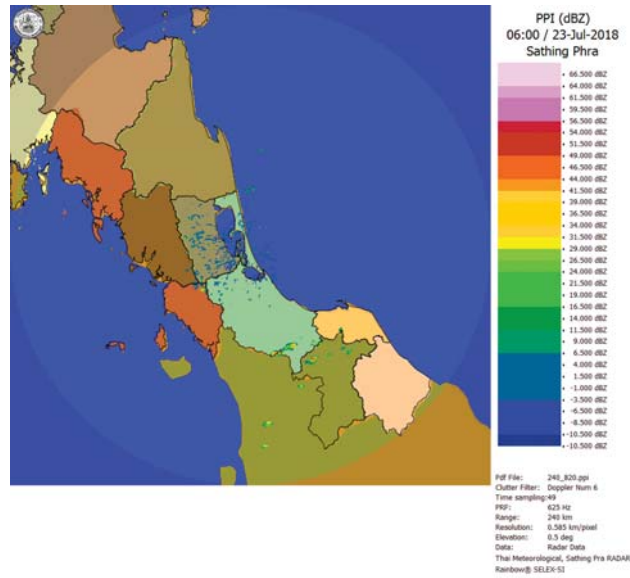 PPI (dBZ)
06:00 / 23-Jul-2018
Sathing Phra
66.500 dBZ
64.000 dBZ
61.500 dBZ
59.500 dBZ
56.500 dBZ
54.000 dBZ
51.500 dBZ
49.000 dBZ
46.500 dBZ
44.000 dBZ
41.500 dBZ
39.000 dBZ
36.500 dBZ
34.000 dBZ
31.500 dBZ
29.000 dBZ
26.500 dBZ
24.000 dBZ
21.500 dBZ
19.000 dBZ
16.500 dBZ
14.000 dBZ
11.500 dBZ
9.000 dBZ
6.500 dBZ
4.000 dBZ
1.500 dBZ
-1.000 dBZ
-3.500 dBZ
-6.500 dBZ
-8.500 dBZ
-10.500 dBZ
-10.500 dBZ
Pdf File: 240_820.ppi
Clutter Filter: Doppler Num 6
Time sampling:49
PRF: 625 Hz
Range: 240 km
Resolution: 0.585 km/pixel
Elevation: 0.5 deg
Data: Radar Data
Thai Meteorological, Sathing Pra RADAR
Rainbow® SELEX-SI